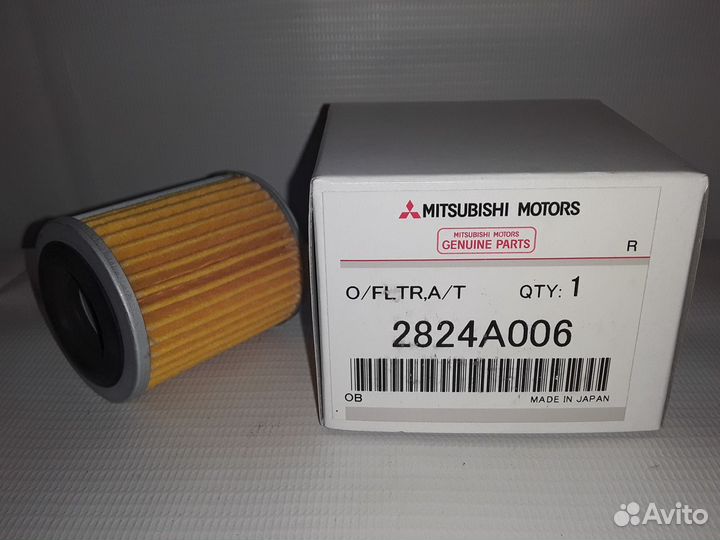 MITSUBISHI MOTORS
MITSUBISHI MOTORS
GENUINE PARTS
R
O/FLTR,A/T QTY: 1
2824A006
OB MADE IN JAPAN
Avito